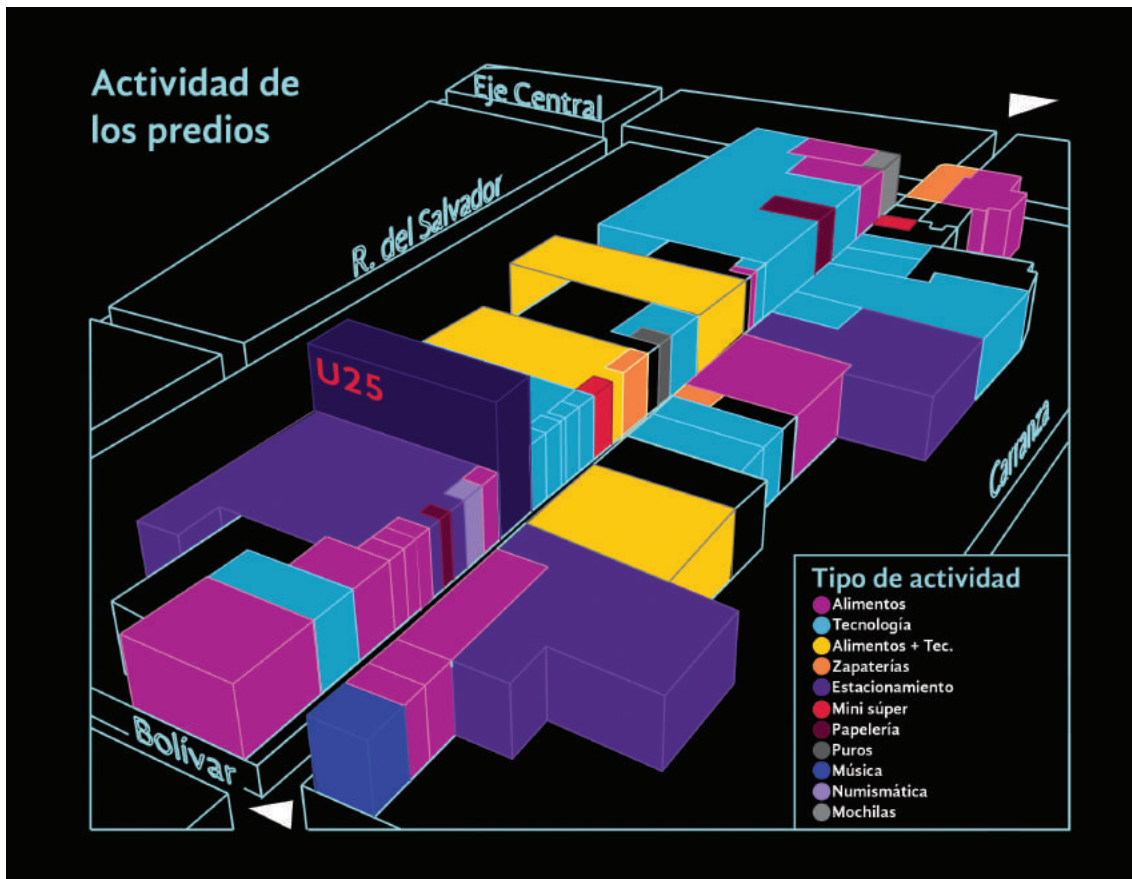 Actividad de
los predios
Eje Central
R. del Salvador
U25
Carranza
Bolívar
Tipo de actividad
Alimentos
Tecnología
Alimentos + Tec.
Zapaterías
Estacionamiento
Mini súper
Papelería
Puros
Música
Numismática
Mochilas